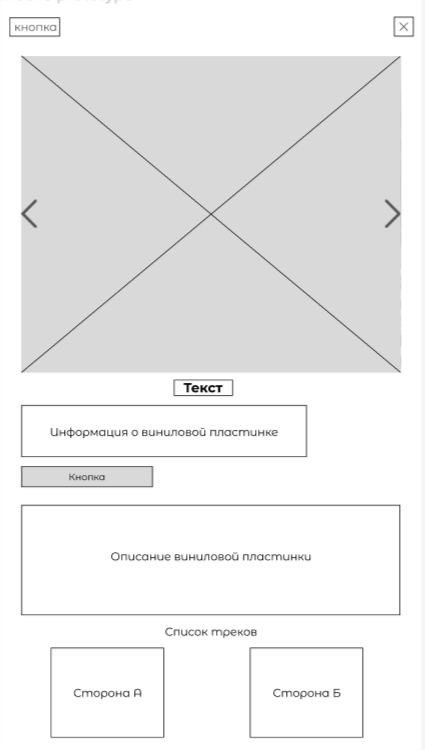 кнопка
Текст
Информация о виниловой пластинке
Кнопка
Описание виниловой пластинки
Список треков
Сторона А
Сторона Б